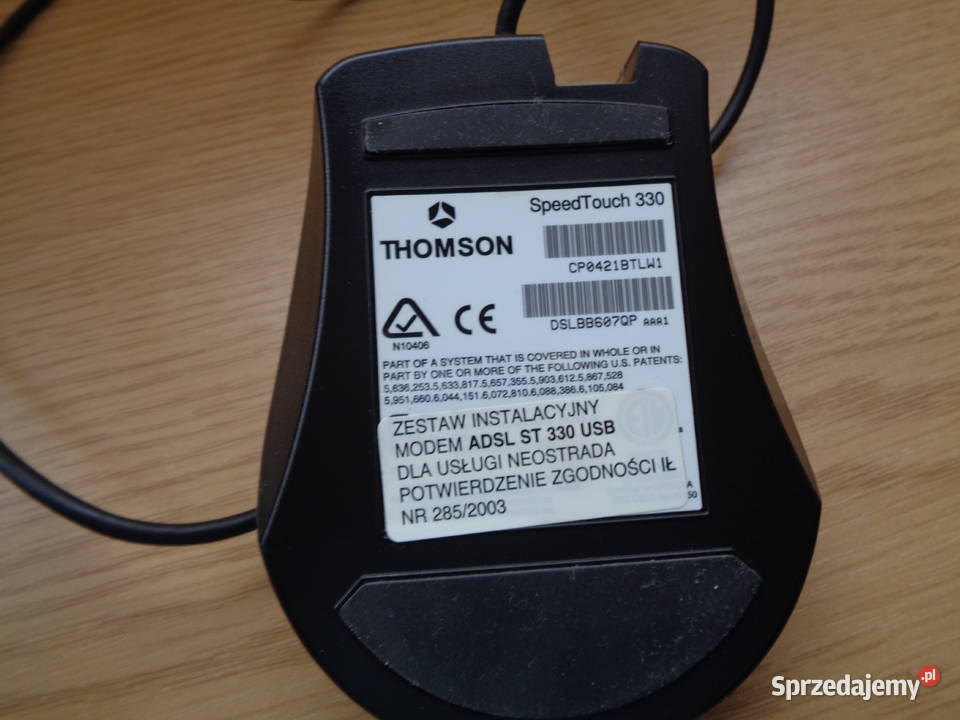 SpeedTouch 330
THOMSON
CP0421BTLW1
DSLBB607QP AAA1
N10406
CE
PART OF A SYSTEM THAT IS COVERED IN WHOLE OR IN
PART BY ONE OR MORE OF THE FOLLOWING U.S. PATENTS:
5,636,253.5,633,817.5,657,355.5,903,612.5,867,528
5,951,660.6,044,151.6,072,810.6,088,386.6,105,084
ZESTAW INSTALACYJNY
MODEM ADSL ST 330 USB
DLA USŁUGI NEOSTRADA
POTWIERDZENIE ZGODNOŚCI IŁ
NR 285/2003
A
50
Sprzedajemy.pl